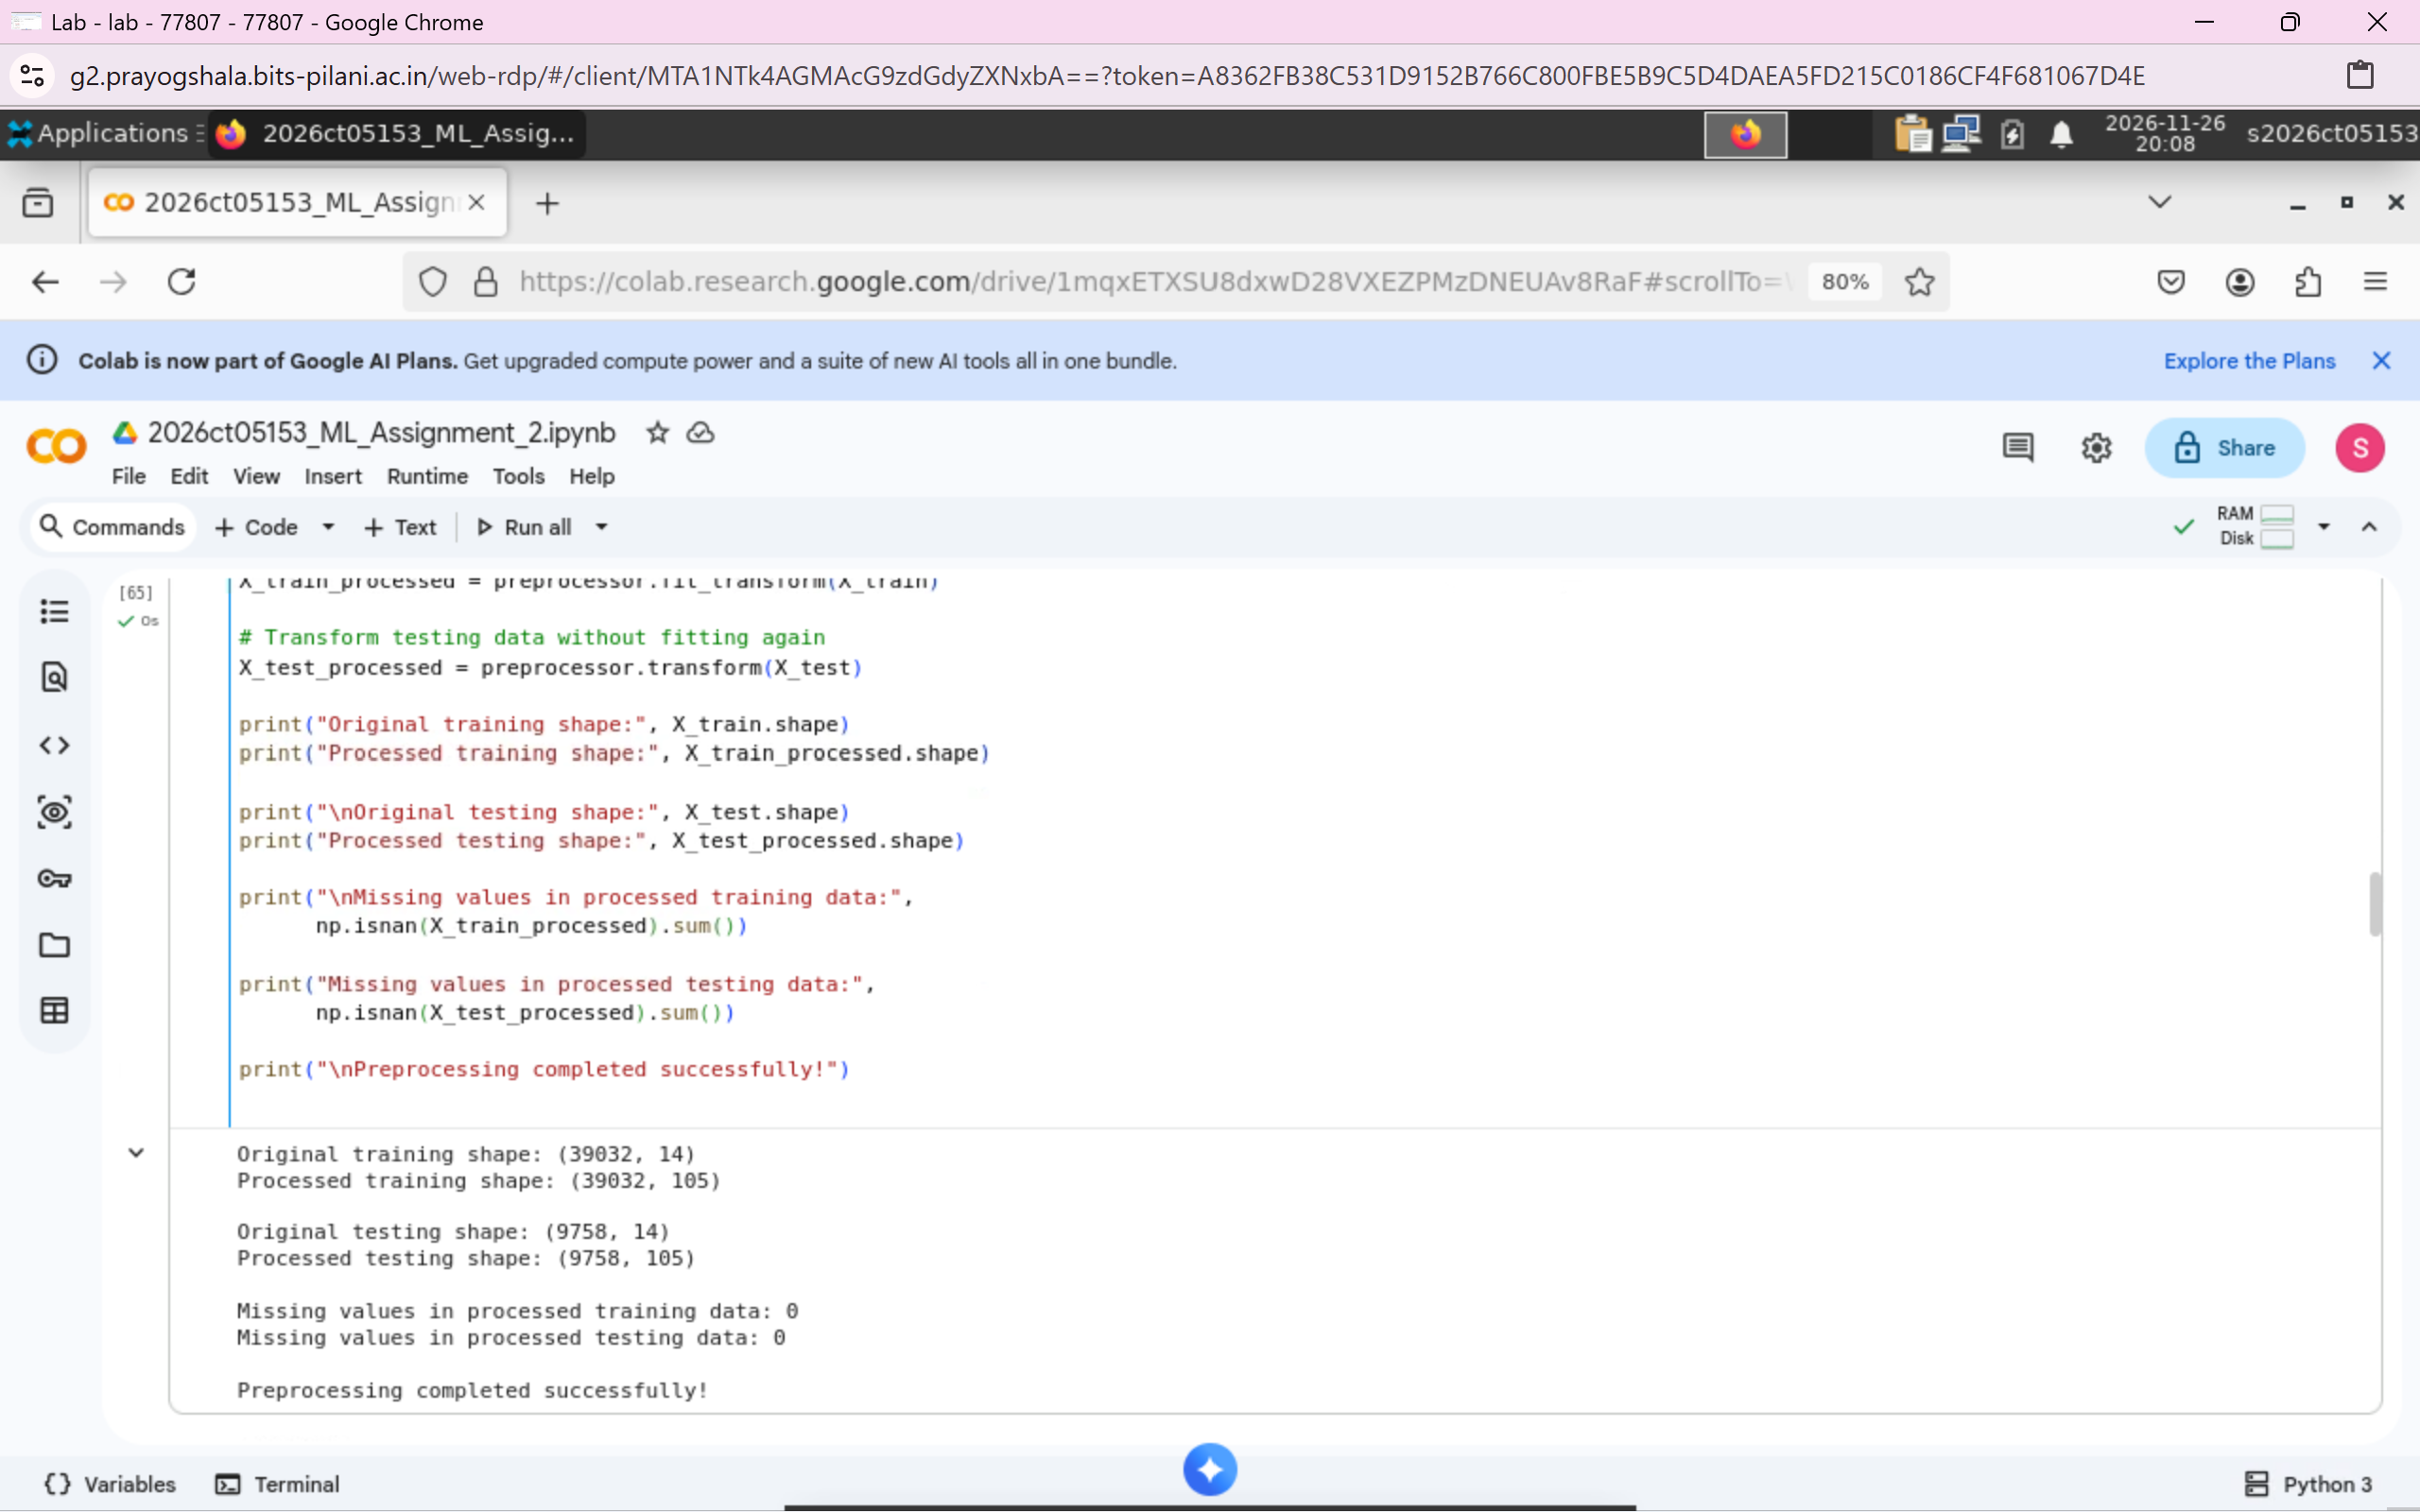 Lab - lab - 77807 - 77807 - Google Chrome
g2.prayogshala.bits-pilani.ac.in/web-rdp/#/client/MTA1NTk4AGMAcG9zdGdyZXNxbA==?token=A8362FB38C531D9152B766C800FBE5B9C5D4DAEA5FD215C0186CF4F681067D4E
Applications 2026ct05153_ML_Assig... 2026-11-26 20:08 s2026ct05153
2026ct05153_ML_Assign
https://colab.research.google.com/drive/1mqxETXSU8dxwD28VXEZPMzDNEUAv8RaF#scrollTo= 80%
Colab is now part of Google AI Plans. Get upgraded compute power and a suite of new AI tools all in one bundle. Explore the Plans
2026ct05153_ML_Assignment_2.ipynb
Share S
File Edit View Insert Runtime Tools Help
Commands + Code + Text Run all RAM Disk
[65] X_train_processed = preprocessor.fit_transform(X_train)
0s
# Transform testing data without fitting again
X_test_processed = preprocessor.transform(X_test)
print("Original training shape:", X_train.shape)
print("Processed training shape:", X_train_processed.shape)
print("\nOriginal testing shape:", X_test.shape)
print("Processed testing shape:", X_test_processed.shape)
print("\nMissing values in processed training data:",
np.isnan(X_train_processed).sum())
print("Missing values in processed testing data:",
np.isnan(X_test_processed).sum())
print("\nPreprocessing completed successfully!")
Original training shape: (39032, 14)
Processed training shape: (39032, 105)
Original testing shape: (9758, 14)
Processed testing shape: (9758, 105)
Missing values in processed training data: 0
Missing values in processed testing data: 0
Preprocessing completed successfully!
{} Variables Terminal Python 3